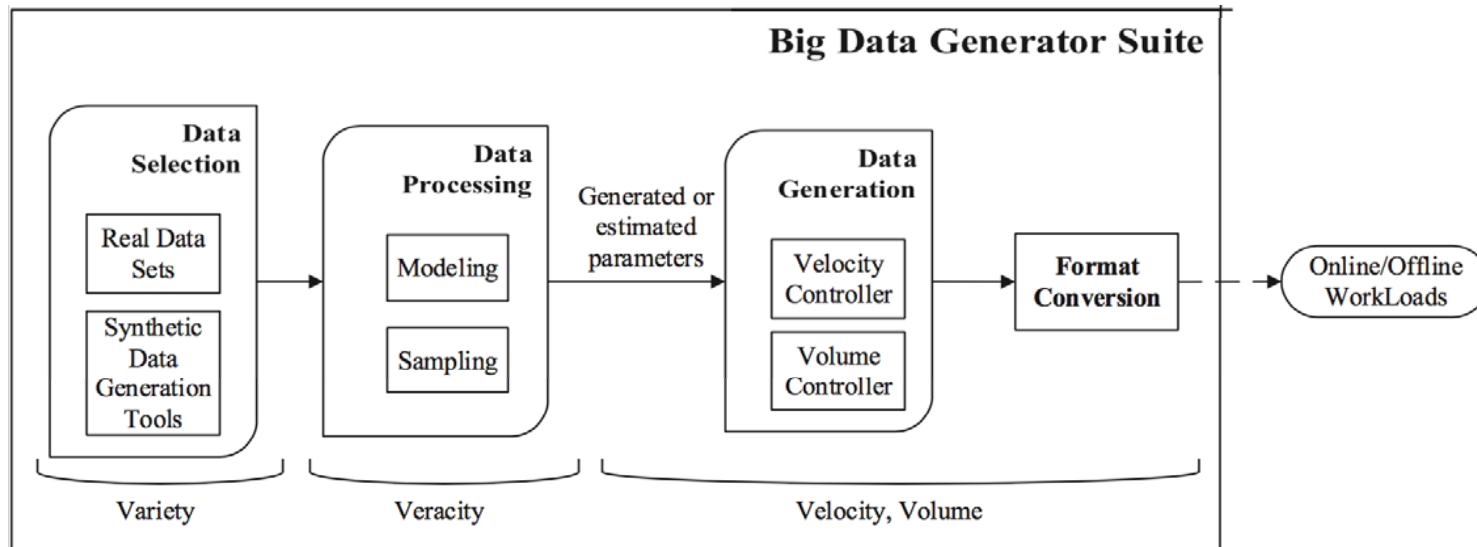 Big Data Generator Suite
Data
Selection
Real Data
Sets
Synthetic
Data
Generation
Tools
Data
Processing
Modeling
Sampling
Generated or
estimated
parameters
Data
Generation
Velocity
Controller
Volume
Controller
Format
Conversion
Online/Offline
WorkLoads
Variety
Veracity
Velocity, Volume